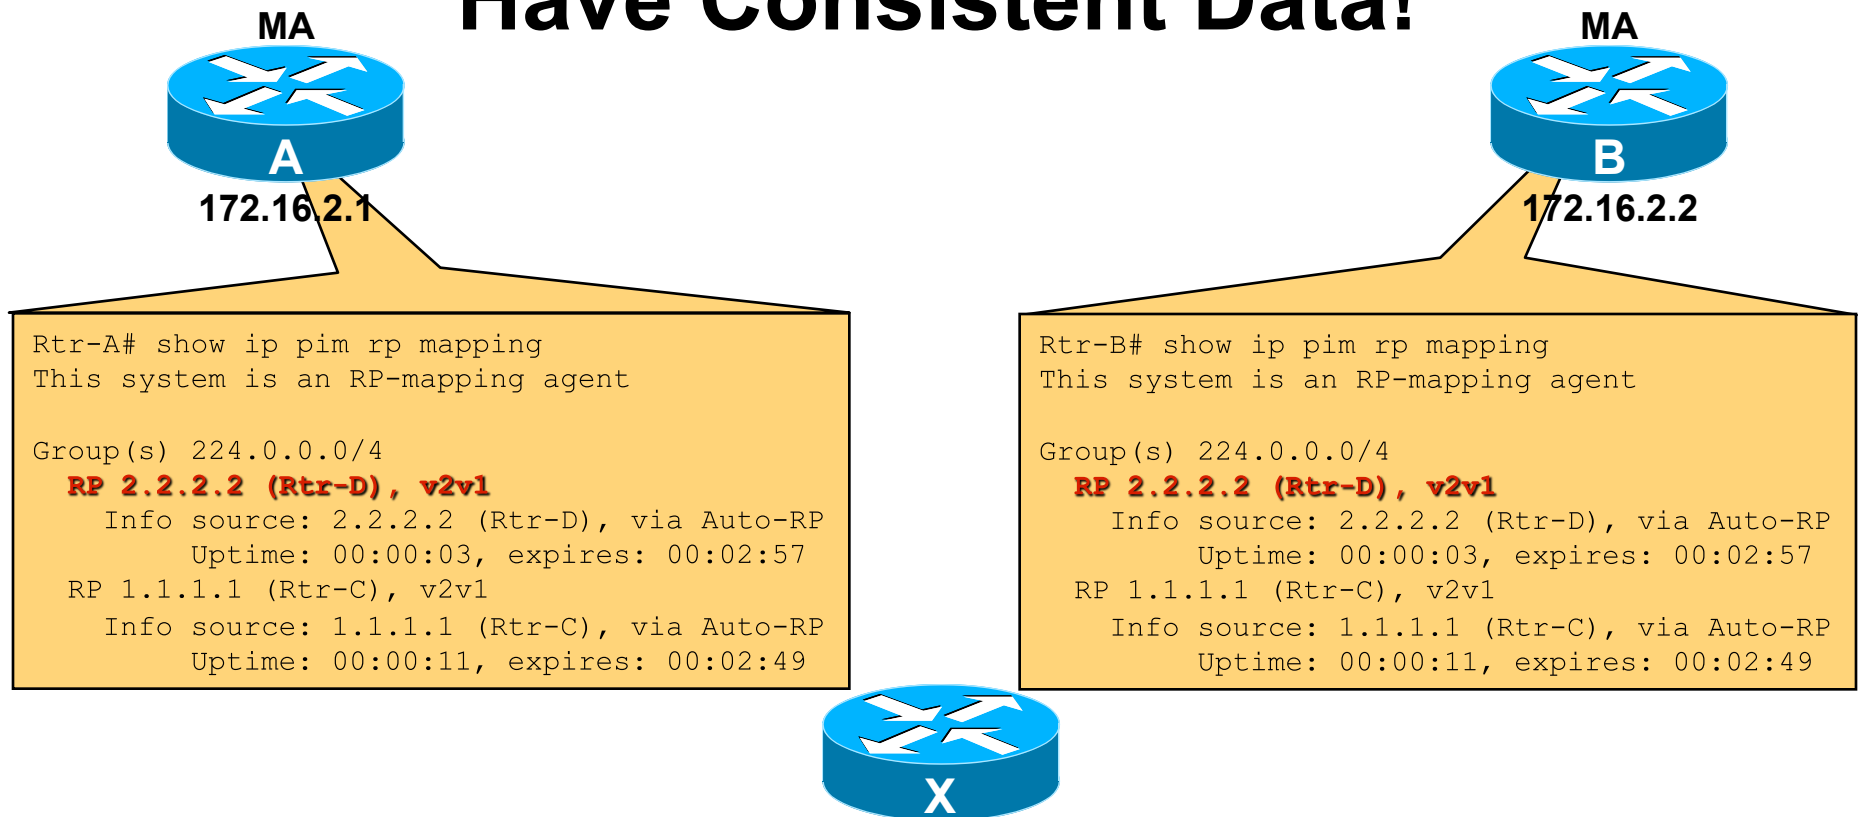 Have Consistent Data!
MA
A
172.16.2.1
MA
B
172.16.2.2
Rtr-A# show ip pim rp mapping
This system is an RP-mapping agent
Group(s) 224.0.0.0/4
RP 2.2.2.2 (Rtr-D), v2v1
Info source: 2.2.2.2 (Rtr-D), via Auto-RP
Uptime: 00:00:03, expires: 00:02:57
RP 1.1.1.1 (Rtr-C), v2v1
Info source: 1.1.1.1 (Rtr-C), via Auto-RP
Uptime: 00:00:11, expires: 00:02:49
Rtr-B# show ip pim rp mapping
This system is an RP-mapping agent
Group(s) 224.0.0.0/4
RP 2.2.2.2 (Rtr-D), v2v1
Info source: 2.2.2.2 (Rtr-D), via Auto-RP
Uptime: 00:00:03, expires: 00:02:57
RP 1.1.1.1 (Rtr-C), v2v1
Info source: 1.1.1.1 (Rtr-C), via Auto-RP
Uptime: 00:00:11, expires: 00:02:49
X